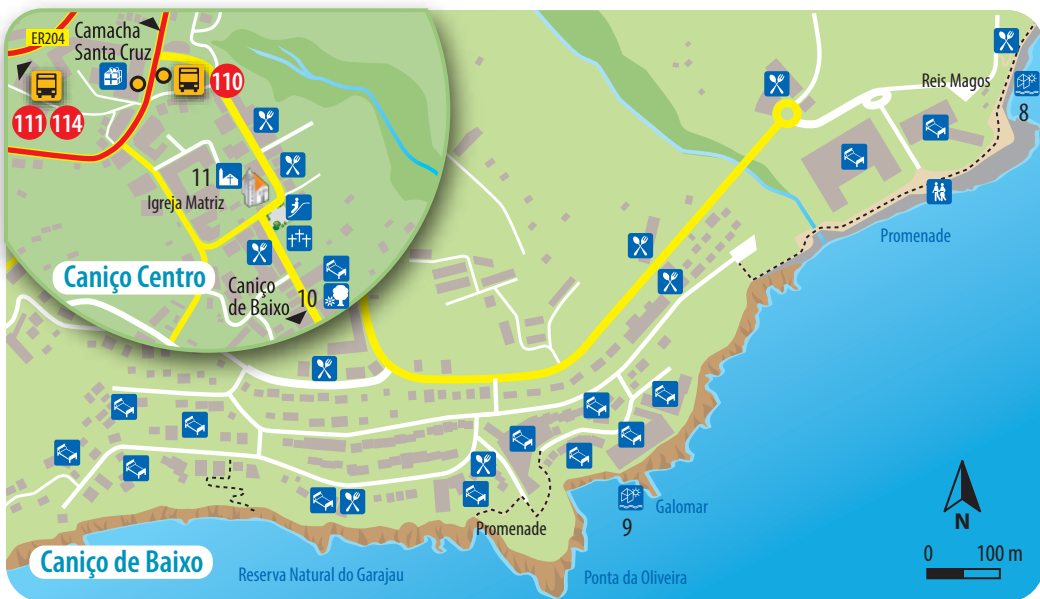 ER204
Camacha
Santa Cruz
110
111 114
11
Igreja Matriz
Caniço Centro
Caniço
de Baixo
10
Reis Magos
8
Promenade
Galomar
9
Promenade
N
0 100 m
Caniço de Baixo
Reserva Natural do Garajau
Ponta da Oliveira